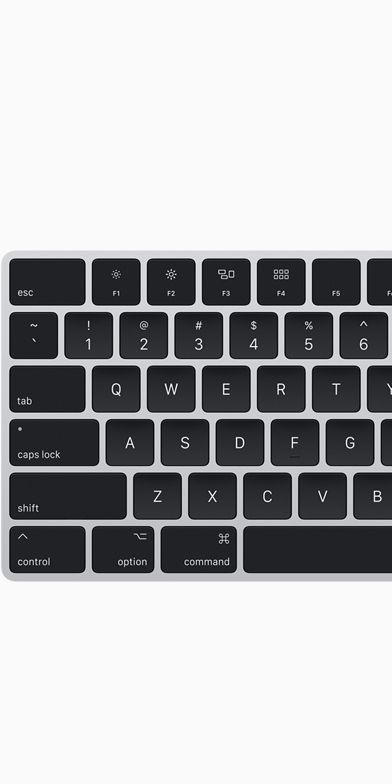 esc F1 F2 F3 F4 F5
~ ! @ # $ % ^
` 1 2 3 4 5 6
tab Q W E R T
caps lock A S D F G
shift Z X C V B
^ ⌥ ⌘
control option command